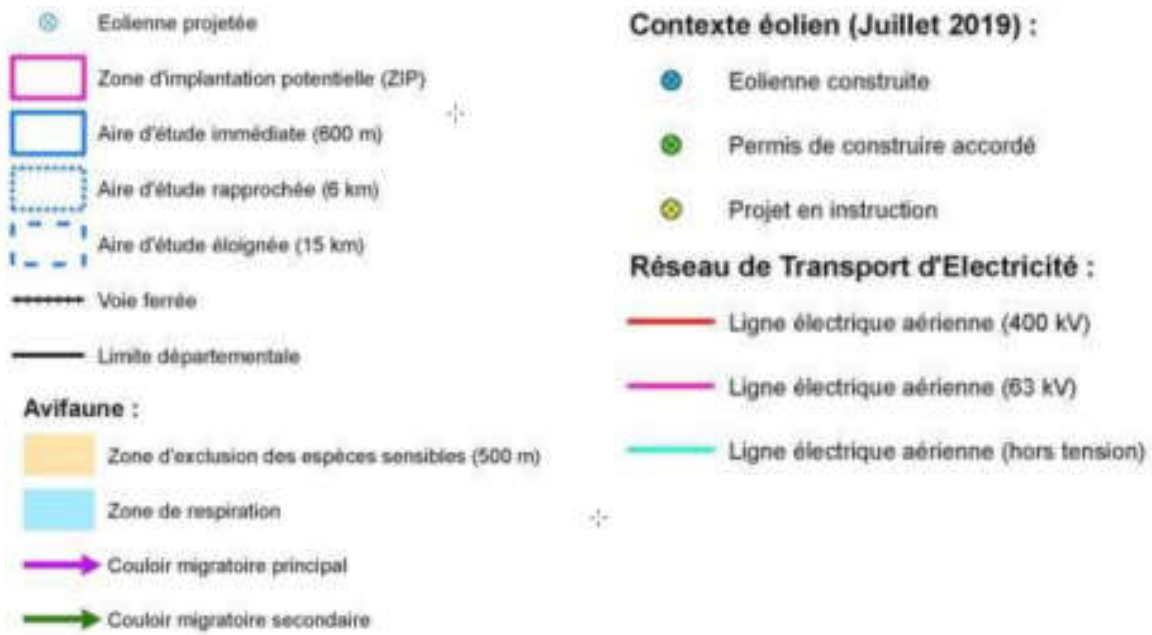 Eolienne projetée
Zone d'implantation potentielle (ZIP)
Aire d'étude immédiate (600 m)
Aire d'étude rapprochée (6 km)
Aire d'étude éloignée (15 km)
Voie ferrée
Limite départementale
Avifaune :
Zone d'exclusion des espèces sensibles (500 m)
Zone de respiration
Couloir migratoire principal
Couloir migratoire secondaire
Contexte éolien (Juillet 2019) :
Eolienne construite
Permis de construire accordé
Projet en instruction
Réseau de Transport d'Electricité :
Ligne électrique aérienne (400 kV)
Ligne électrique aérienne (63 kV)
Ligne électrique aérienne (hors tension)